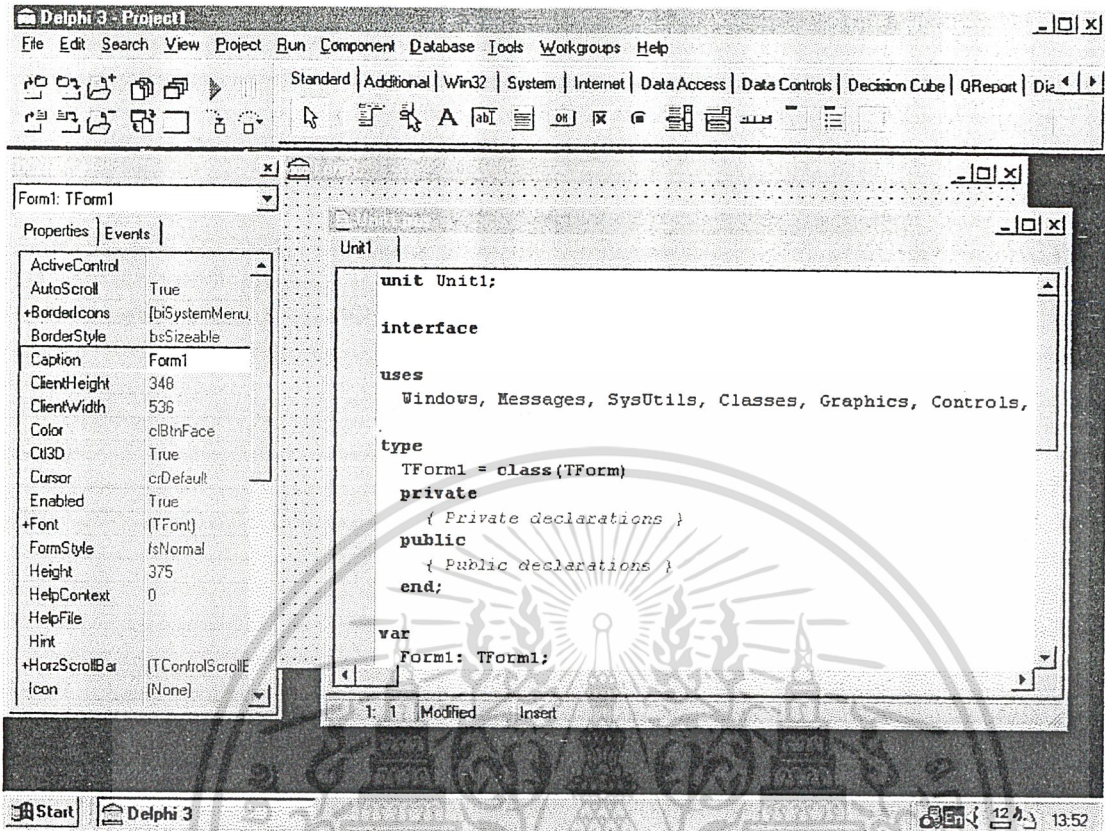 Delphi 3 - Project1
File Edit Search View Project Run Component Database Tools Workgroups Help
Standard Additional Win32 System Internet Data Access Data Controls Decision Cube QReport
Form1: TForm1
Properties Events
ActiveControl
AutoScroll True
+BorderIcons [biSystemMenu,
BorderStyle bsSizeable
Caption Form1
ClientHeight 348
ClientWidth 536
Color clBtnFace
Ctl3D True
Cursor crDefault
Enabled True
+Font (TFont)
FormStyle fsNormal
Height 375
HelpContext 0
HelpFile
Hint
+HorzScrollBar (TControlScrollB
Icon (None)
Unit1
unit Unit1;
interface
uses
Windows, Messages, SysUtils, Classes, Graphics, Controls,
type
TForm1 = class(TForm)
private
{ Private declarations }
public
{ Public declarations }
end;
var
Form1: TForm1;
1: 1 Modified Insert
Start Delphi 3 En 13:52